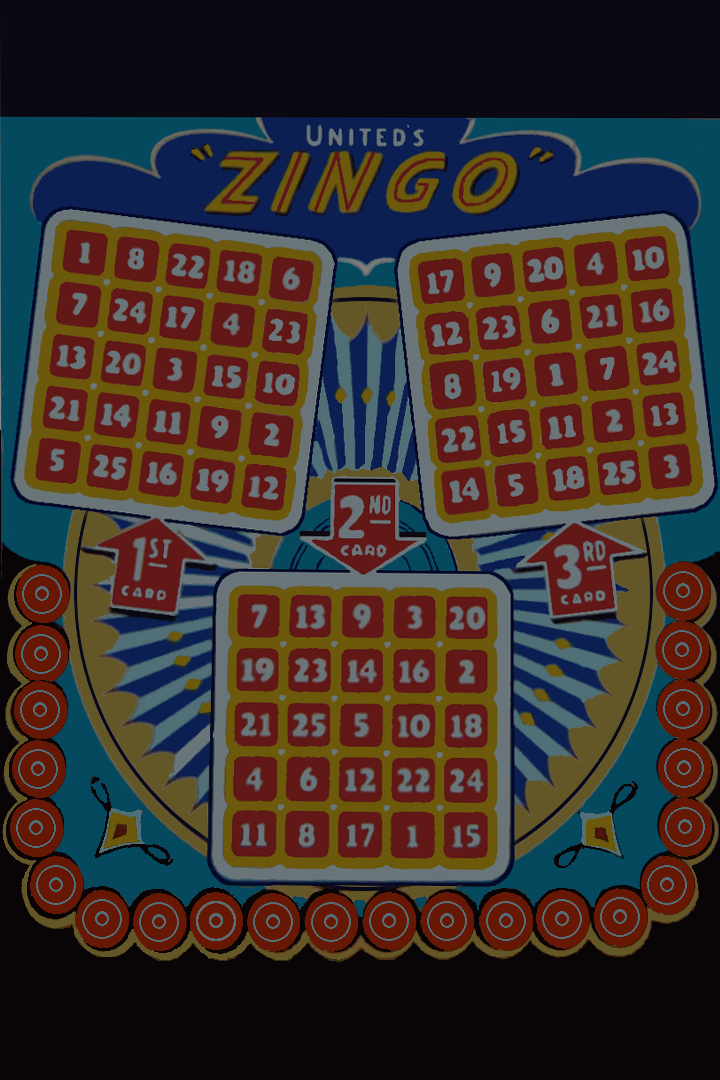 UNITED'S
"ZINGO"
1 8 22 18 6
7 24 17 4 23
13 20 3 15 10
21 14 11 9 2
5 25 16 19 12
1ST
CARD
17 9 20 4 10
12 23 6 21 16
8 19 1 7 24
22 15 11 2 13
14 5 18 25 3
3RD
CARD
2ND
CARD
7 13 9 3 20
19 23 14 16 2
21 25 5 10 18
4 6 12 22 24
11 8 17 1 15